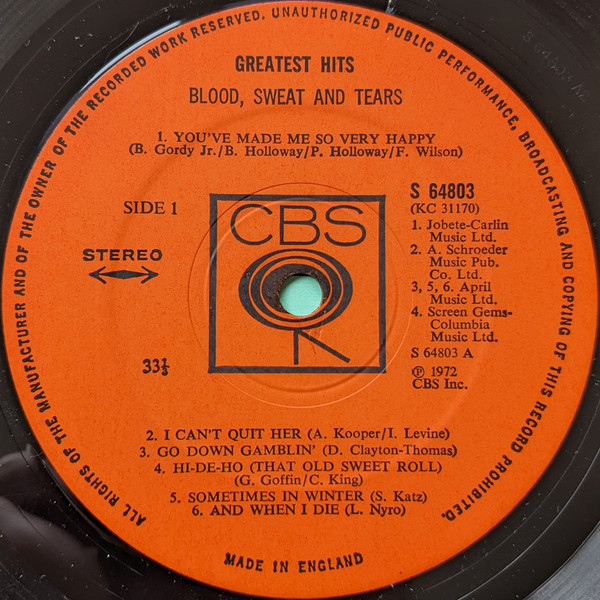 ALL RIGHTS OF THE MANUFACTURER AND OF THE OWNER OF THE RECORDED WORK RESERVED. UNAUTHORIZED PUBLIC PERFORMANCE, BROADCASTING AND COPYING OF THIS RECORD PROHIBITED.
GREATEST HITS
BLOOD, SWEAT AND TEARS
1. YOU'VE MADE ME SO VERY HAPPY
(B. Gordy Jr./B. Holloway/P. Holloway/F. Wilson)
SIDE 1
STEREO
33⅓
CBS
S 64803
(KC 31170)
1. Jobete-Carlin
Music Ltd.
2. A. Schroeder
Music Pub.
Co. Ltd.
3, 5, 6. April
Music Ltd.
4. Screen Gems-
Columbia
Music Ltd.
S 64803 A
℗ 1972
CBS Inc.
2. I CAN'T QUIT HER (A. Kooper/I. Levine)
3. GO DOWN GAMBLIN' (D. Clayton-Thomas)
4. HI-DE-HO (THAT OLD SWEET ROLL)
(G. Goffin/C. King)
5. SOMETIMES IN WINTER (S. Katz)
6. AND WHEN I DIE (L. Nyro)
MADE IN ENGLAND